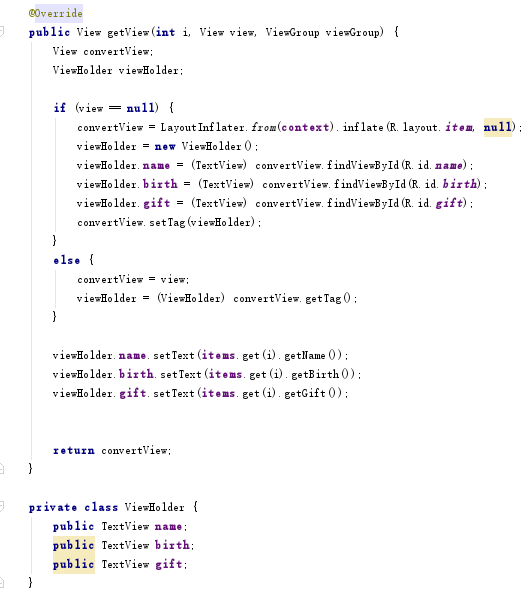 @Override
public View getView(int i, View view, ViewGroup viewGroup) {
    View convertView;
    ViewHolder viewHolder;

    if (view == null) {
        convertView = LayoutInflater.from(context).inflate(R.layout.item, null);
        viewHolder = new ViewHolder();
        viewHolder.name = (TextView) convertView.findViewById(R.id.name);
        viewHolder.birth = (TextView) convertView.findViewById(R.id.birth);
        viewHolder.gift = (TextView) convertView.findViewById(R.id.gift);
        convertView.setTag(viewHolder);
    }
    else {
        convertView = view;
        viewHolder = (ViewHolder) convertView.getTag();
    }

    viewHolder.name.setText(items.get(i).getName());
    viewHolder.birth.setText(items.get(i).getBirth());
    viewHolder.gift.setText(items.get(i).getGift());


    return convertView;
}

private class ViewHolder {
    public TextView name;
    public TextView birth;
    public TextView gift;
}